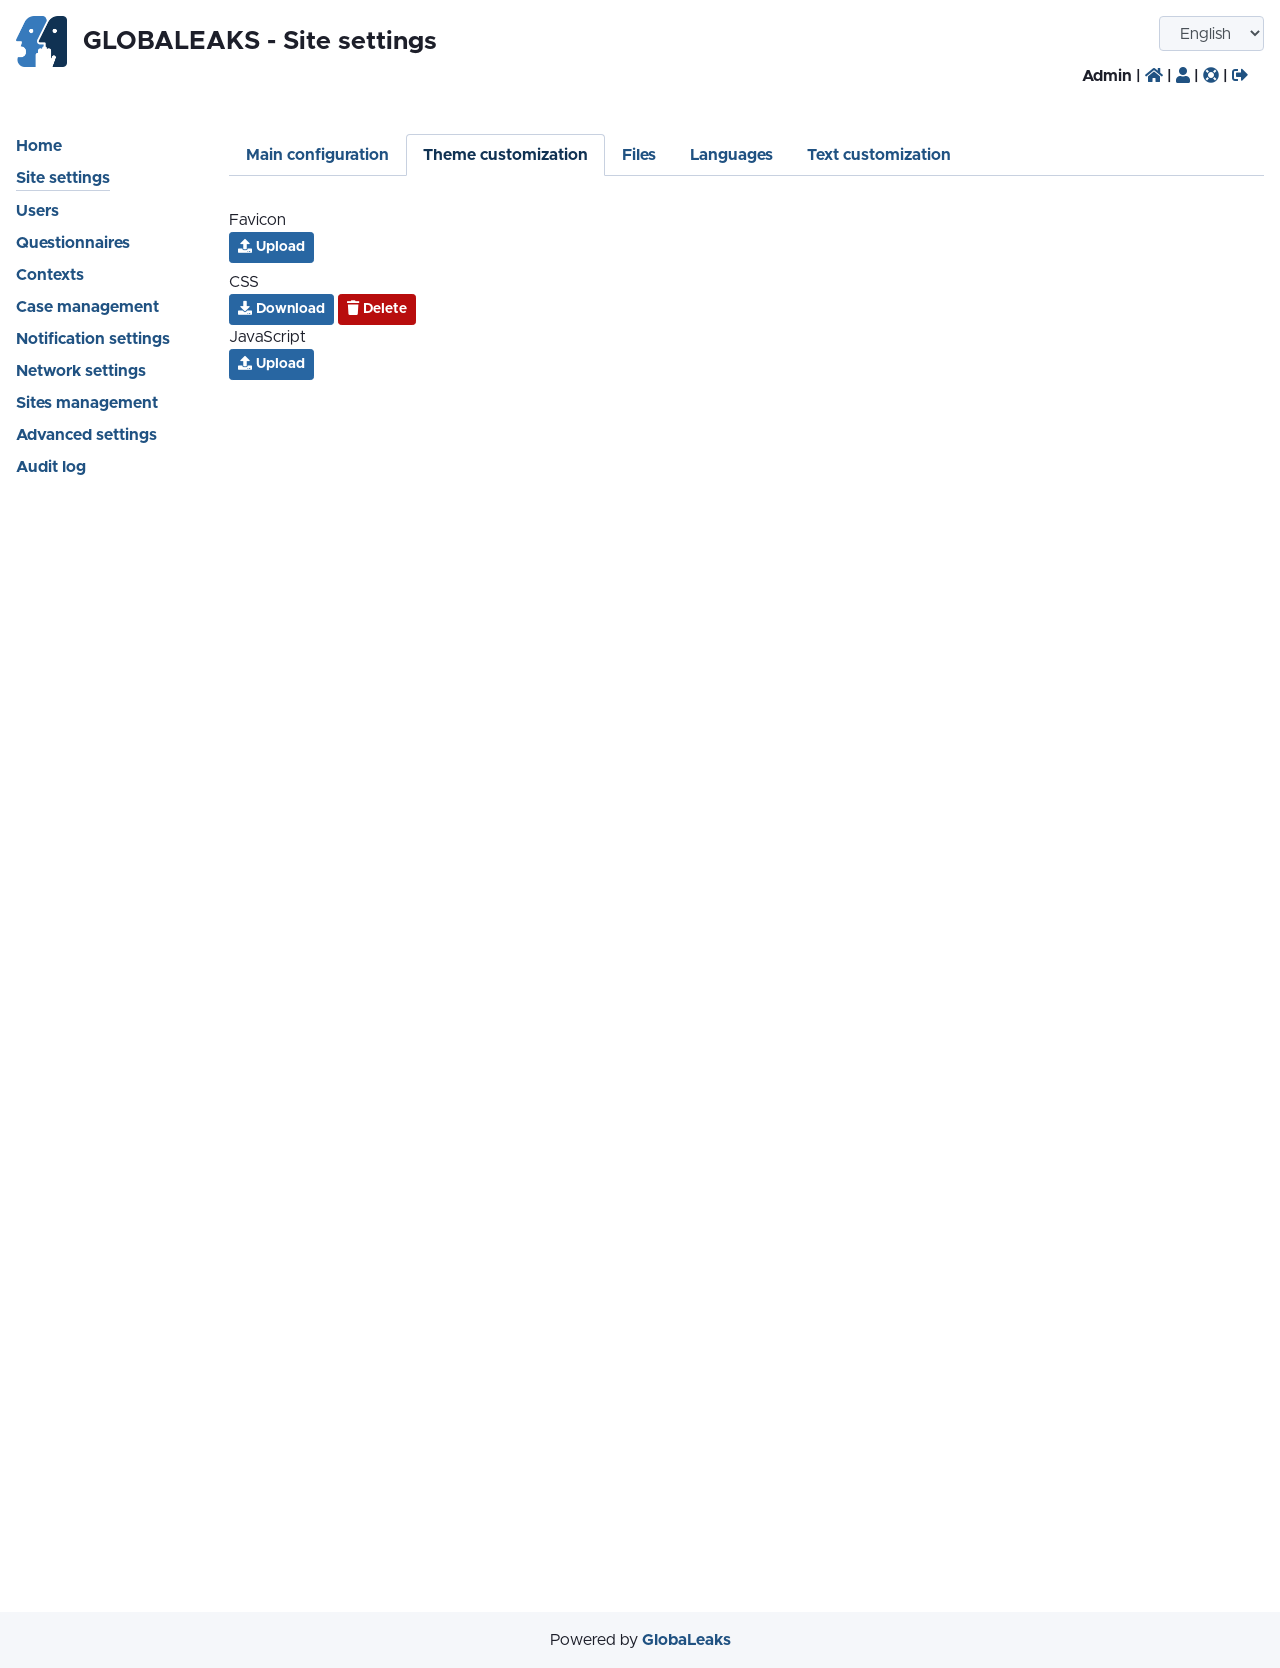 GLOBALEAKS - Site settings
English
Admin | | | |
Home
Site settings
Users
Questionnaires
Contexts
Case management
Notification settings
Network settings
Sites management
Advanced settings
Audit log
Main configuration
Theme customization
Files
Languages
Text customization
Favicon
Upload
CSS
Download Delete
JavaScript
Upload
Powered by GlobaLeaks